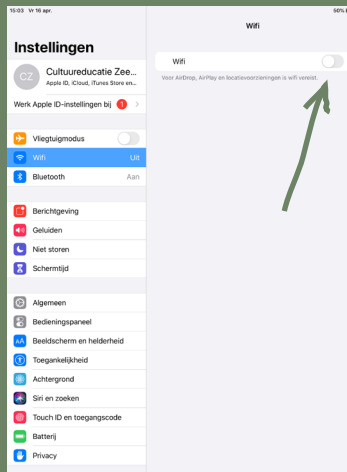 15:03 Vr 16 apr.
50%
Wifi
Instellingen
CZ
Cultuureducatie Zee...
Apple ID, iCloud, iTunes Store en...
Werk Apple ID-instellingen bij 1
Vliegtuigmodus
Wifi Uit
Bluetooth Aan
Berichtgeving
Geluiden
Niet storen
Schermtijd
Algemeen
Bedieningspaneel
AA Beeldscherm en helderheid
Toegankelijkheid
Achtergrond
Siri en zoeken
Touch ID en toegangscode
Batterij
Privacy
Wifi
Voor AirDrop, AirPlay en locatievoorzieningen is wifi vereist.